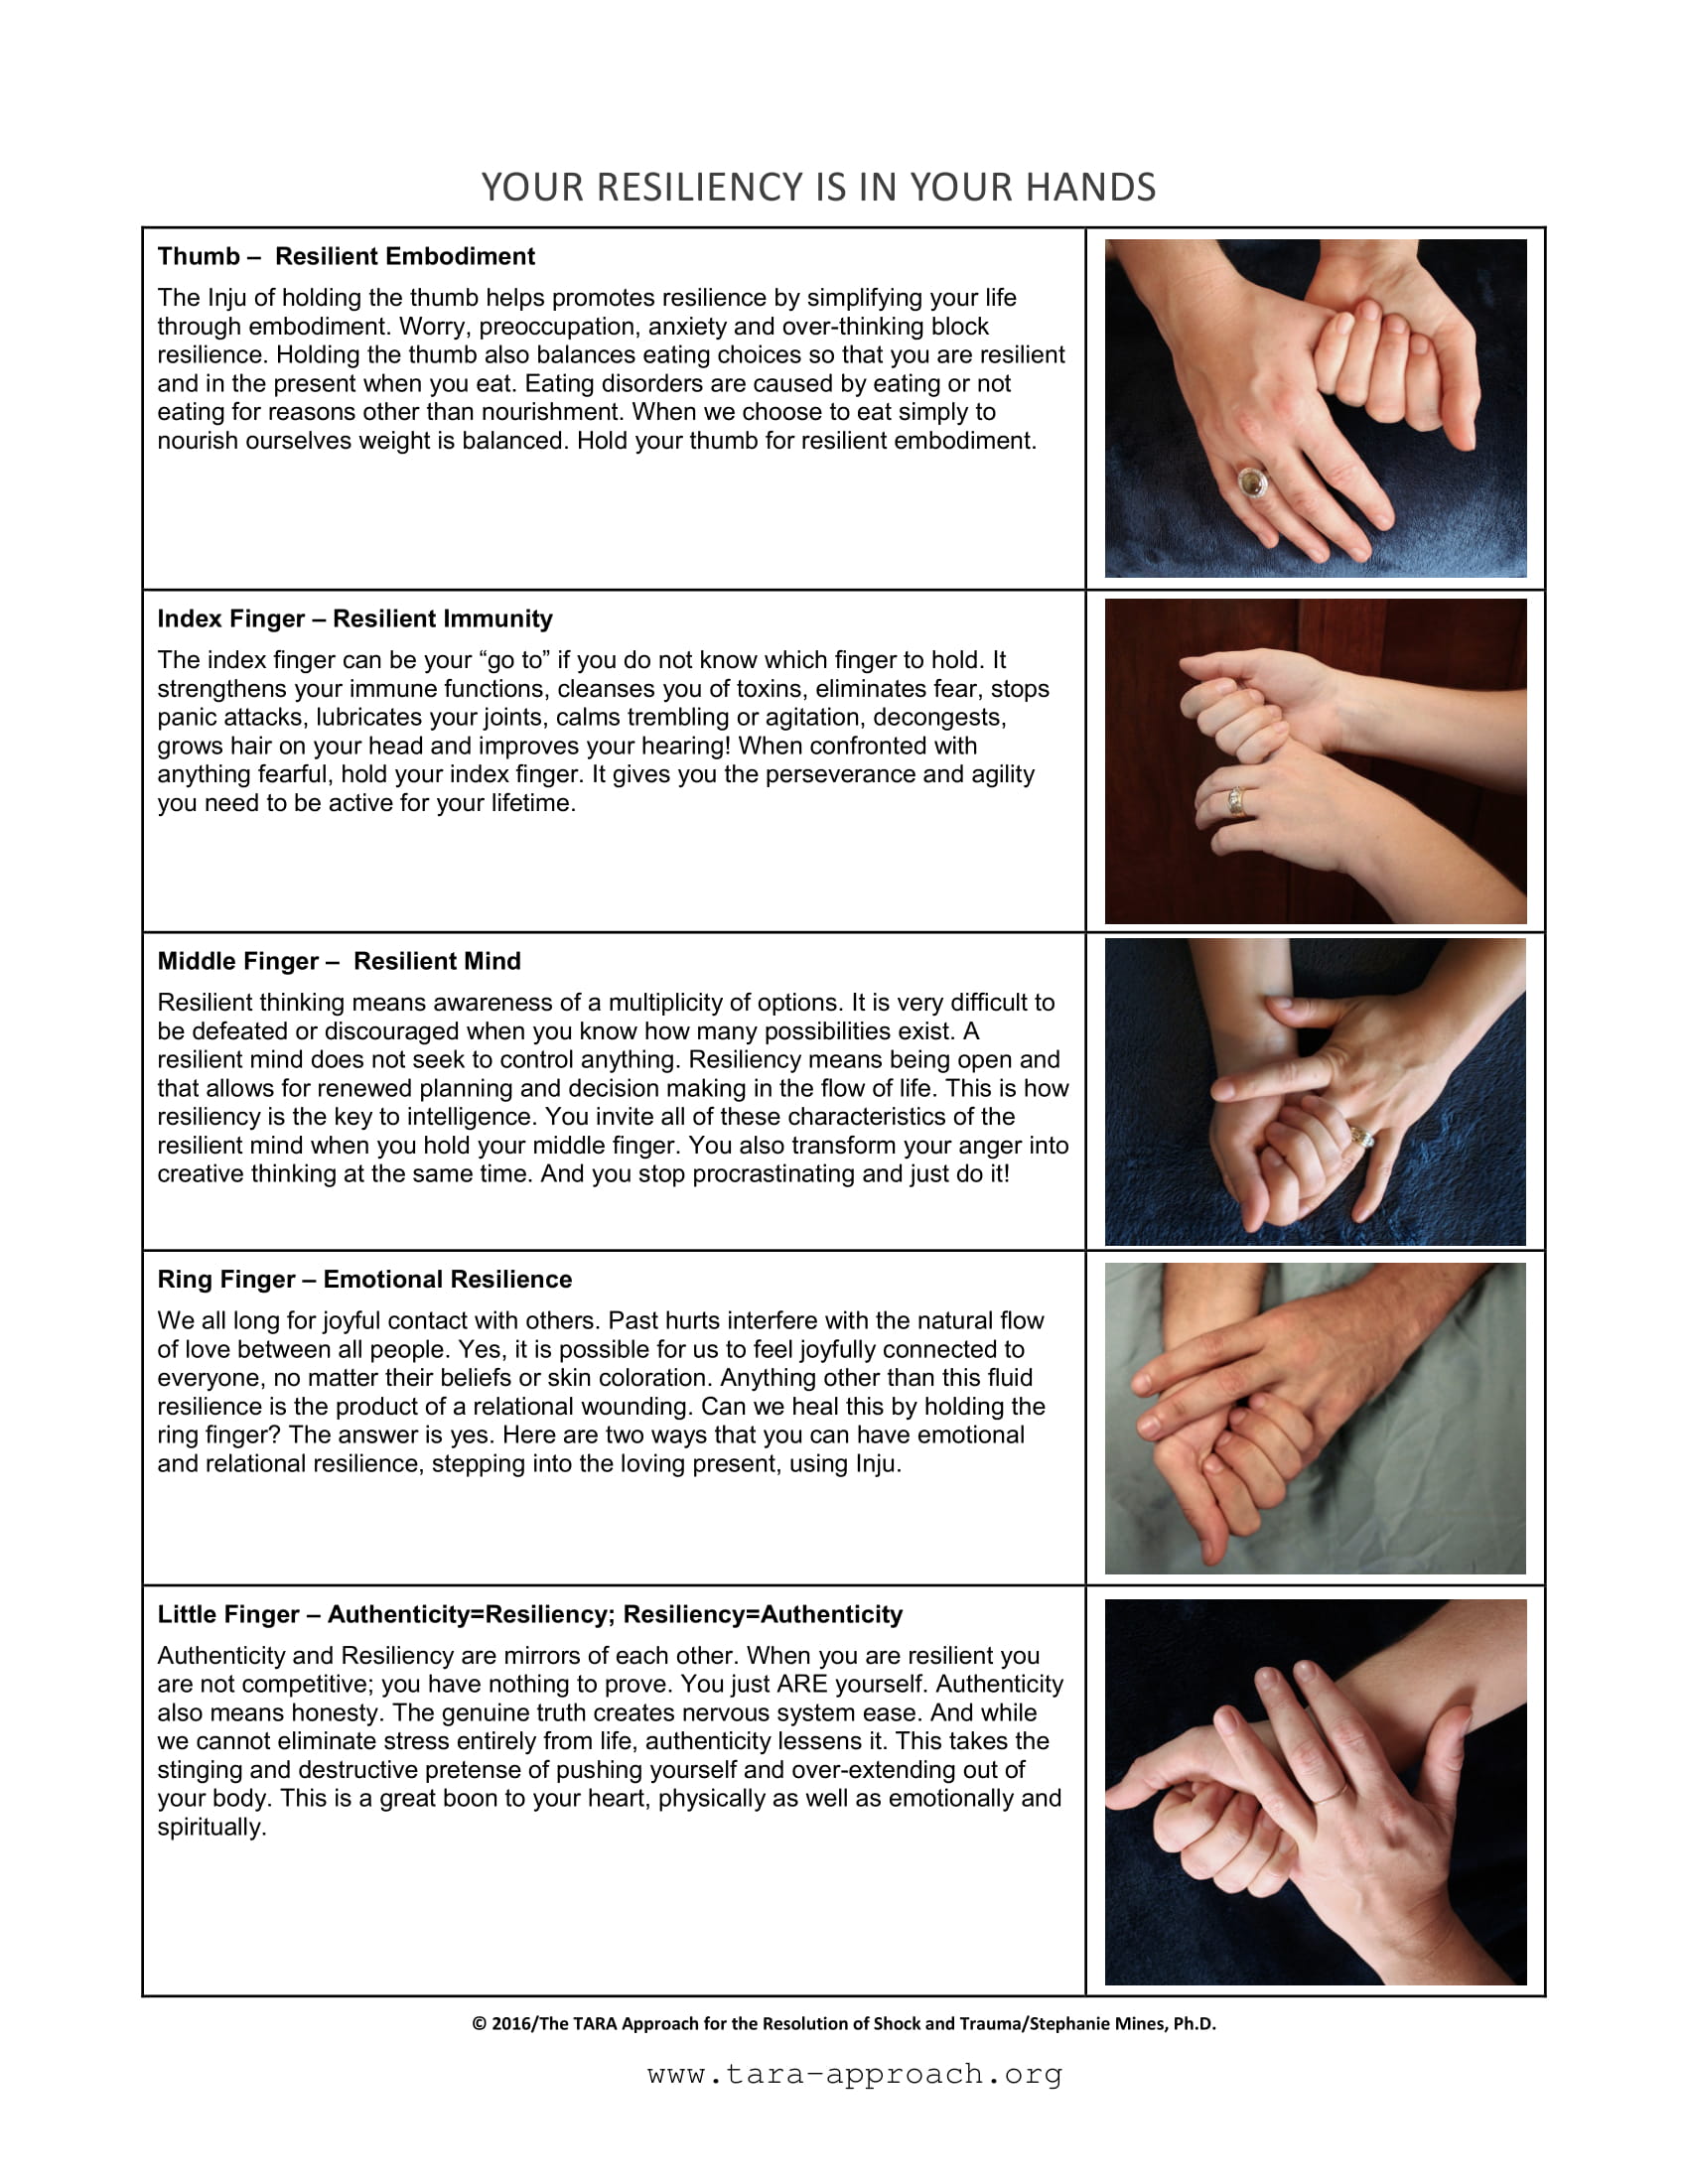 YOUR RESILIENCY IS IN YOUR HANDS
Thumb –  Resilient Embodiment
The Inju of holding the thumb helps promotes resilience by simplifying your life
through embodiment. Worry, preoccupation, anxiety and over-thinking block
resilience. Holding the thumb also balances eating choices so that you are resilient
and in the present when you eat. Eating disorders are caused by eating or not
eating for reasons other than nourishment. When we choose to eat simply to
nourish ourselves weight is balanced. Hold your thumb for resilient embodiment.
Index Finger – Resilient Immunity
The index finger can be your “go to” if you do not know which finger to hold. It
strengthens your immune functions, cleanses you of toxins, eliminates fear, stops
panic attacks, lubricates your joints, calms trembling or agitation, decongests,
grows hair on your head and improves your hearing! When confronted with
anything fearful, hold your index finger. It gives you the perseverance and agility
you need to be active for your lifetime.
Middle Finger –  Resilient Mind
Resilient thinking means awareness of a multiplicity of options. It is very difficult to
be defeated or discouraged when you know how many possibilities exist. A
resilient mind does not seek to control anything. Resiliency means being open and
that allows for renewed planning and decision making in the flow of life. This is how
resiliency is the key to intelligence. You invite all of these characteristics of the
resilient mind when you hold your middle finger. You also transform your anger into
creative thinking at the same time. And you stop procrastinating and just do it!
Ring Finger – Emotional Resilience
We all long for joyful contact with others. Past hurts interfere with the natural flow
of love between all people. Yes, it is possible for us to feel joyfully connected to
everyone, no matter their beliefs or skin coloration. Anything other than this fluid
resilience is the product of a relational wounding. Can we heal this by holding the
ring finger? The answer is yes. Here are two ways that you can have emotional
and relational resilience, stepping into the loving present, using Inju.
Little Finger – Authenticity=Resiliency; Resiliency=Authenticity
Authenticity and Resiliency are mirrors of each other. When you are resilient you
are not competitive; you have nothing to prove. You just ARE yourself. Authenticity
also means honesty. The genuine truth creates nervous system ease. And while
we cannot eliminate stress entirely from life, authenticity lessens it. This takes the
stinging and destructive pretense of pushing yourself and over-extending out of
your body. This is a great boon to your heart, physically as well as emotionally and
spiritually.
© 2016/The TARA Approach for the Resolution of Shock and Trauma/Stephanie Mines, Ph.D.
www.tara-approach.org